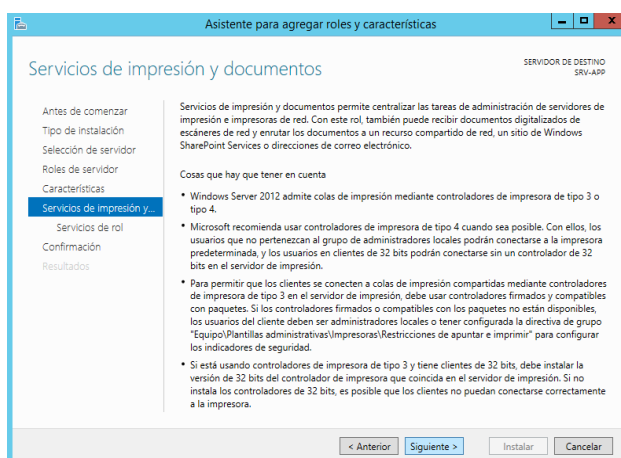 Asistente para agregar roles y características
Servicios de impresión y documentos
SERVIDOR DE DESTINO
SRV-APP
Antes de comenzar
Tipo de instalación
Selección de servidor
Roles de servidor
Características
Servicios de impresión y...
Servicios de rol
Confirmación
Resultados
Servicios de impresión y documentos permite centralizar las tareas de administración de servidores de
impresión e impresoras de red. Con este rol, también puede recibir documentos digitalizados de
escáneres de red y enrutar los documentos a un recurso compartido de red, un sitio de Windows
SharePoint Services o direcciones de correo electrónico.
Cosas que hay que tener en cuenta
• Windows Server 2012 admite colas de impresión mediante controladores de impresora de tipo 3 o
tipo 4.
• Microsoft recomienda usar controladores de impresora de tipo 4 cuando sea posible. Con ellos, los
usuarios que no pertenezcan al grupo de administradores locales podrán conectarse a la impresora
predeterminada, y los usuarios en clientes de 32 bits podrán conectarse sin un controlador de 32
bits en el servidor de impresión.
• Para permitir que los clientes se conecten a colas de impresión compartidas mediante controladores
de impresora de tipo 3 en el servidor de impresión, debe usar controladores firmados y compatibles
con paquetes. Si los controladores firmados o compatibles con los paquetes no están disponibles,
los usuarios del cliente deben ser administradores locales o tener configurada la directiva de grupo
"Equipo\Plantillas administrativas\Impresoras\Restricciones de apuntar e imprimir" para configurar
los indicadores de seguridad.
• Si está usando controladores de impresora de tipo 3 y tiene clientes de 32 bits, debe instalar la
versión de 32 bits del controlador de impresora que coincida en el servidor de impresión. Si no
instala los controladores de 32 bits, es posible que los clientes no puedan conectarse correctamente
a la impresora.
< Anterior
Siguiente >
Instalar
Cancelar